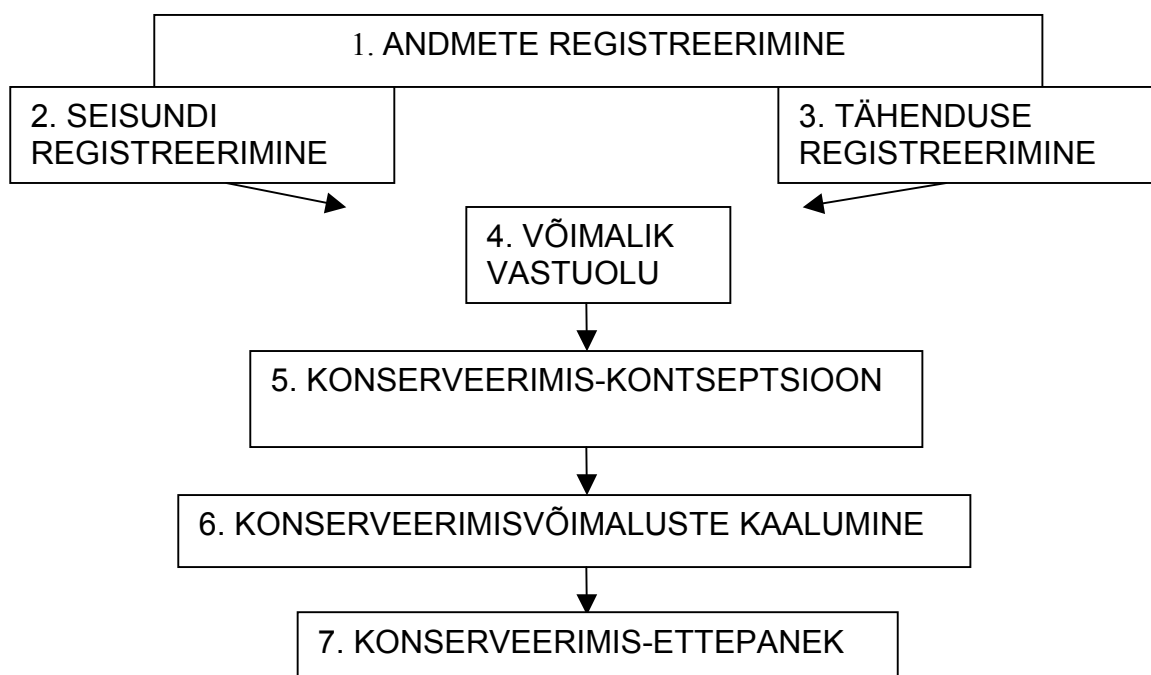 1. ANDMETE REGISTREERIMINE
2. SEISUNDI
REGISTREERIMINE
3. TÄHENDUSE
REGISTREERIMINE
4. VÕIMALIK
VASTUOLU
5. KONSERVEERIMIS-KONTSEPTSIOON
6. KONSERVEERIMISVÕIMALUSTE KAALUMINE
7. KONSERVEERIMIS-ETTEPANEK